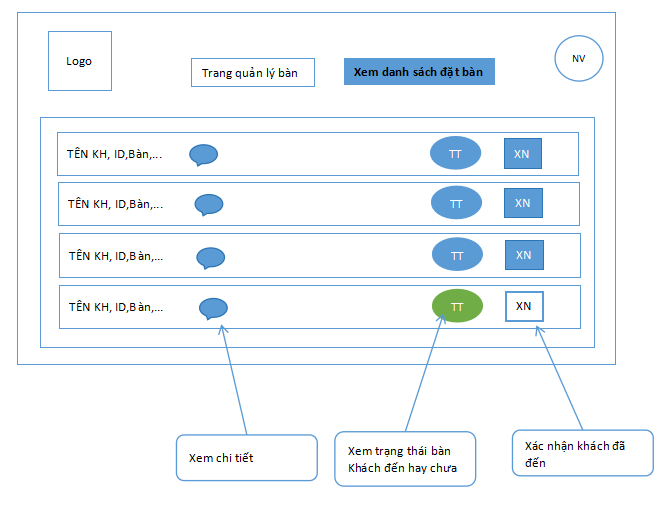 Logo
Trang quản lý bàn
Xem danh sách đặt bàn
NV
TÊN KH, ID,Bàn,...
TT
XN
TÊN KH, ID,Bàn,...
TT
XN
TÊN KH, ID,Bàn,...
TT
XN
TÊN KH, ID,Bàn,...
TT
XN
Xem chi tiết
Xem trạng thái bàn
Khách đến hay chưa
Xác nhận khách đã
đến